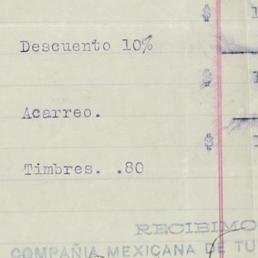 $
Descuento 10%
$
Acarreo.
$
Timbres. .80
RECIBIMO
COMPAÑIA MEXICANA DE TU